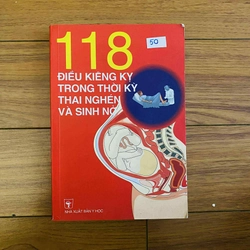 118
50
ĐIỀU KIÊNG KỴ
TRONG THỜI KỲ
THAI NGHÉN
VÀ SINH NỞ
NHÀ XUẤT BẢN Y HỌC